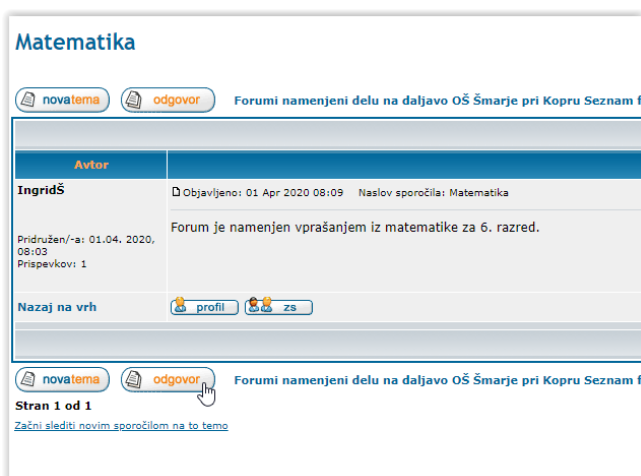 Matematika
novatema odgovor Forumi namenjeni delu na daljavo OŠ Šmarje pri Kopru Seznam f
Avtor
IngridŠ
Objavljeno: 01 Apr 2020 08:09 Naslov sporočila: Matematika
Forum je namenjen vprašanjem iz matematike za 6. razred.
Pridružen/-a: 01.04. 2020,
08:03
Prispevkov: 1
Nazaj na vrh
profil zs
novatema odgovor Forumi namenjeni delu na daljavo OŠ Šmarje pri Kopru Seznam f
Stran 1 od 1
Začni slediti novim sporočilom na to temo